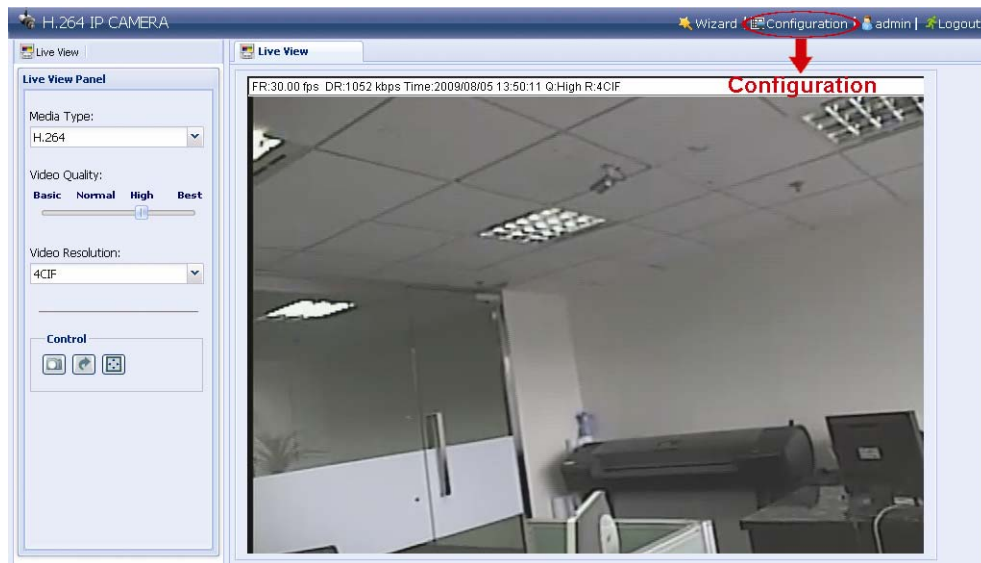 H.264 IP CAMERA
Wizard | Configuration | admin | Logout
Live View
Live View
Live View Panel
Configuration
FR:30.00 fps DR:1052 kbps Time:2009/08/05 13:50:11 Q:High R:4CIF
Media Type:
H.264
Video Quality:
Basic Normal High Best
Video Resolution:
4CIF
Control